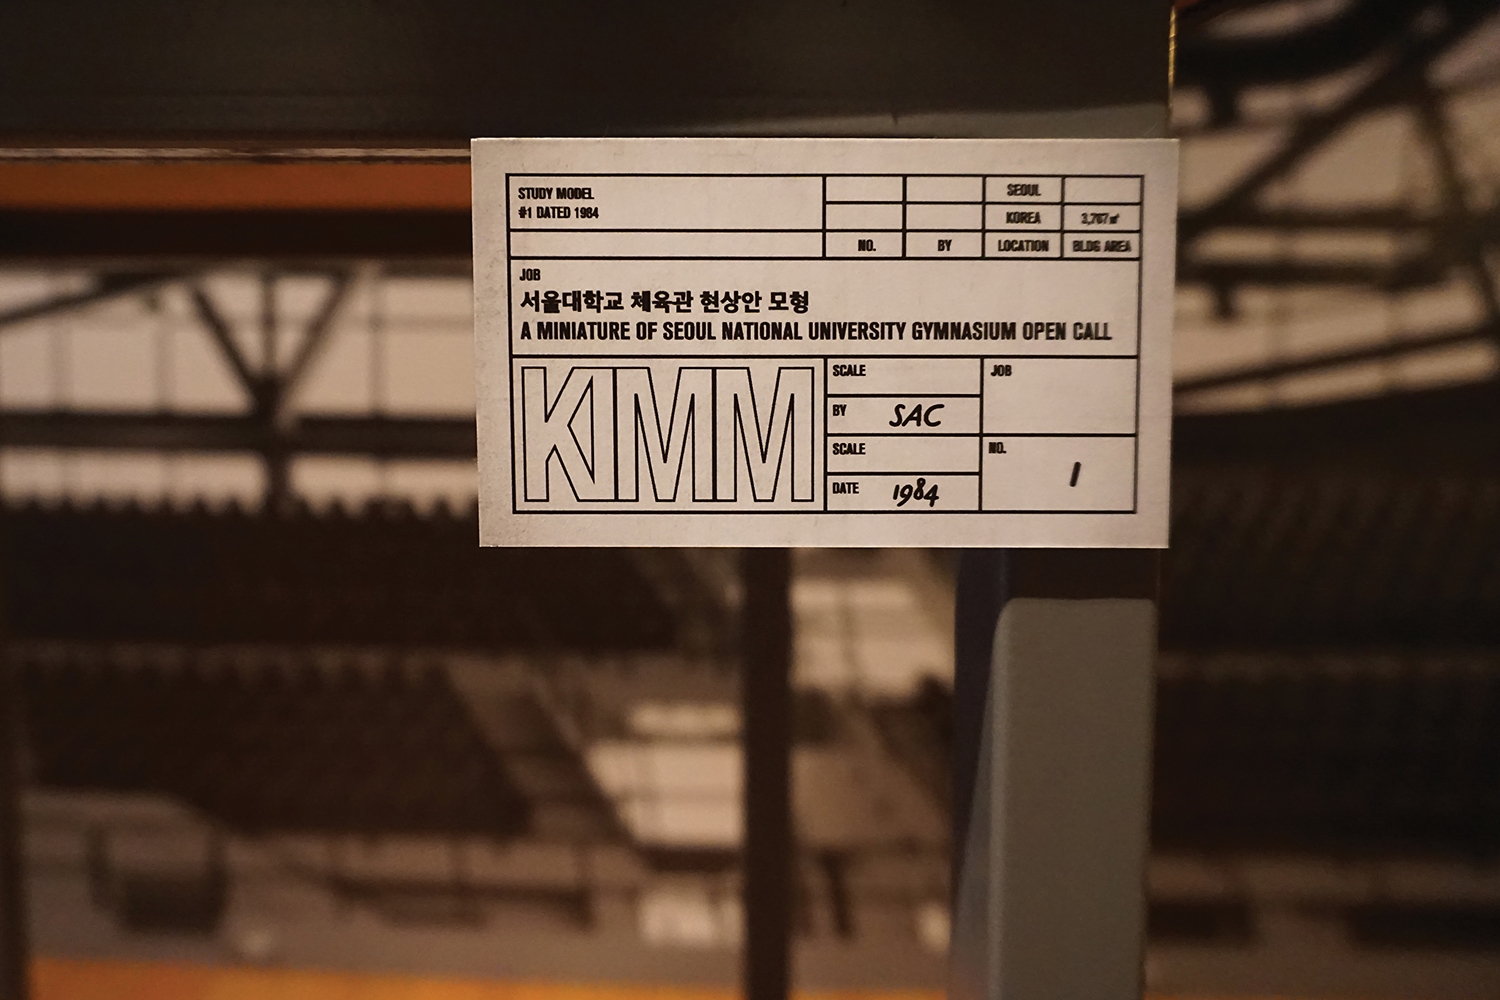 STUDY MODEL
#1 DATED 1984
SEOUL
KOREA 3,767㎡
NO. BY LOCATION BLDG AREA
JOB
서울대학교 체육관 현상안 모형
A MINIATURE OF SEOUL NATIONAL UNIVERSITY GYMNASIUM OPEN CALL
KIMM
SCALE
BY SAC
SCALE
DATE 1984
JOB
NO.
1